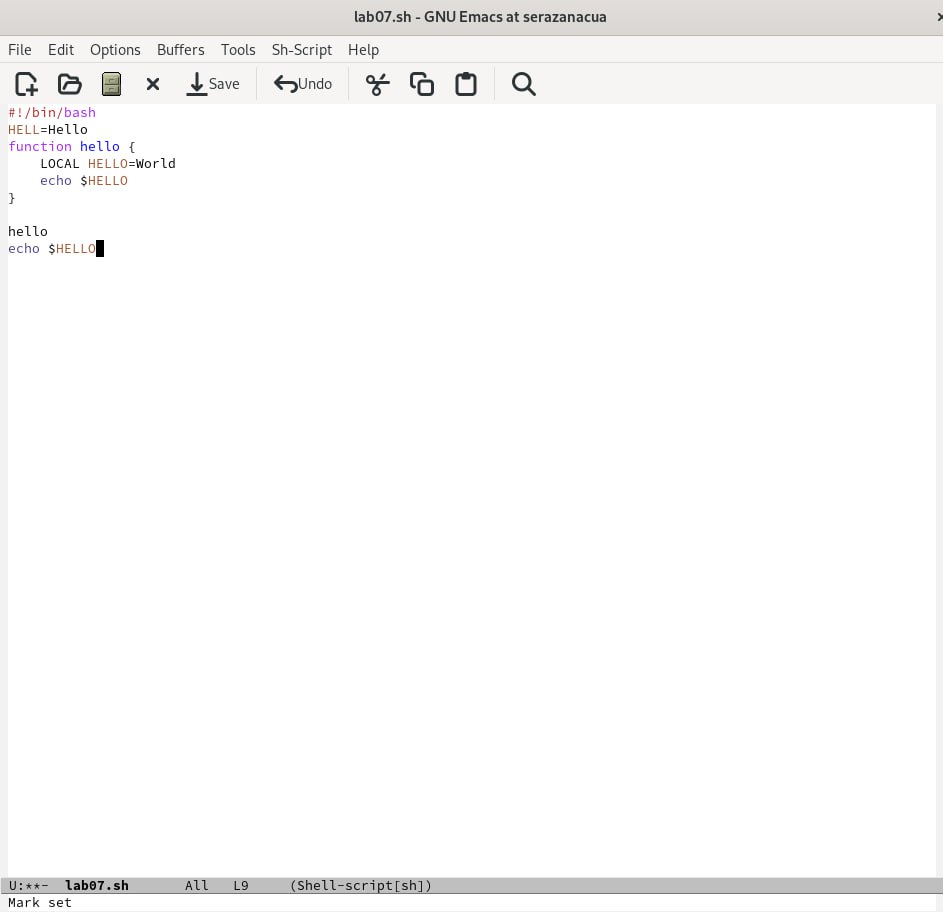 lab07.sh - GNU Emacs at serazanacua
File Edit Options Buffers Tools Sh-Script Help
Save Undo
#!/bin/bash
HELL=Hello
function hello {
    LOCAL HELLO=World
    echo $HELLO
}
hello
echo $HELLO
U:**-  lab07.sh       All   L9     (Shell-script[sh])
Mark set